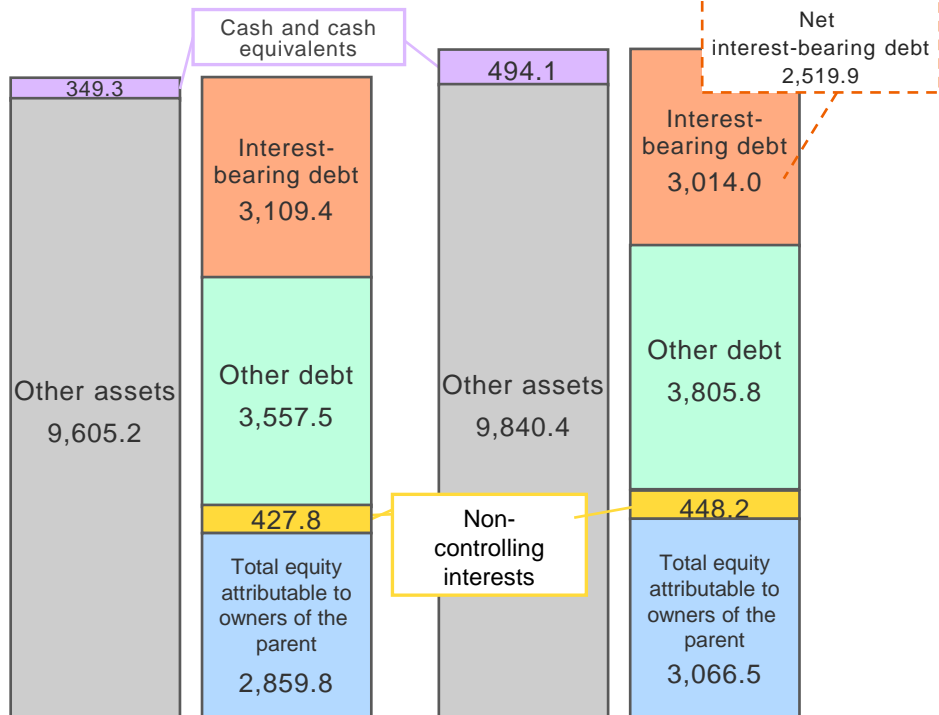 Cash and cash
equivalents
Net
interest-bearing debt
2,519.9
349.3
Interest-
bearing debt
3,109.4
494.1
Interest-
bearing debt
3,014.0
Other assets
9,605.2
Other debt
3,557.5
Other assets
9,840.4
Other debt
3,805.8
427.8
Non-
controlling
interests
448.2
Total equity
attributable to
owners of the
parent
2,859.8
Total equity
attributable to
owners of the
parent
3,066.5